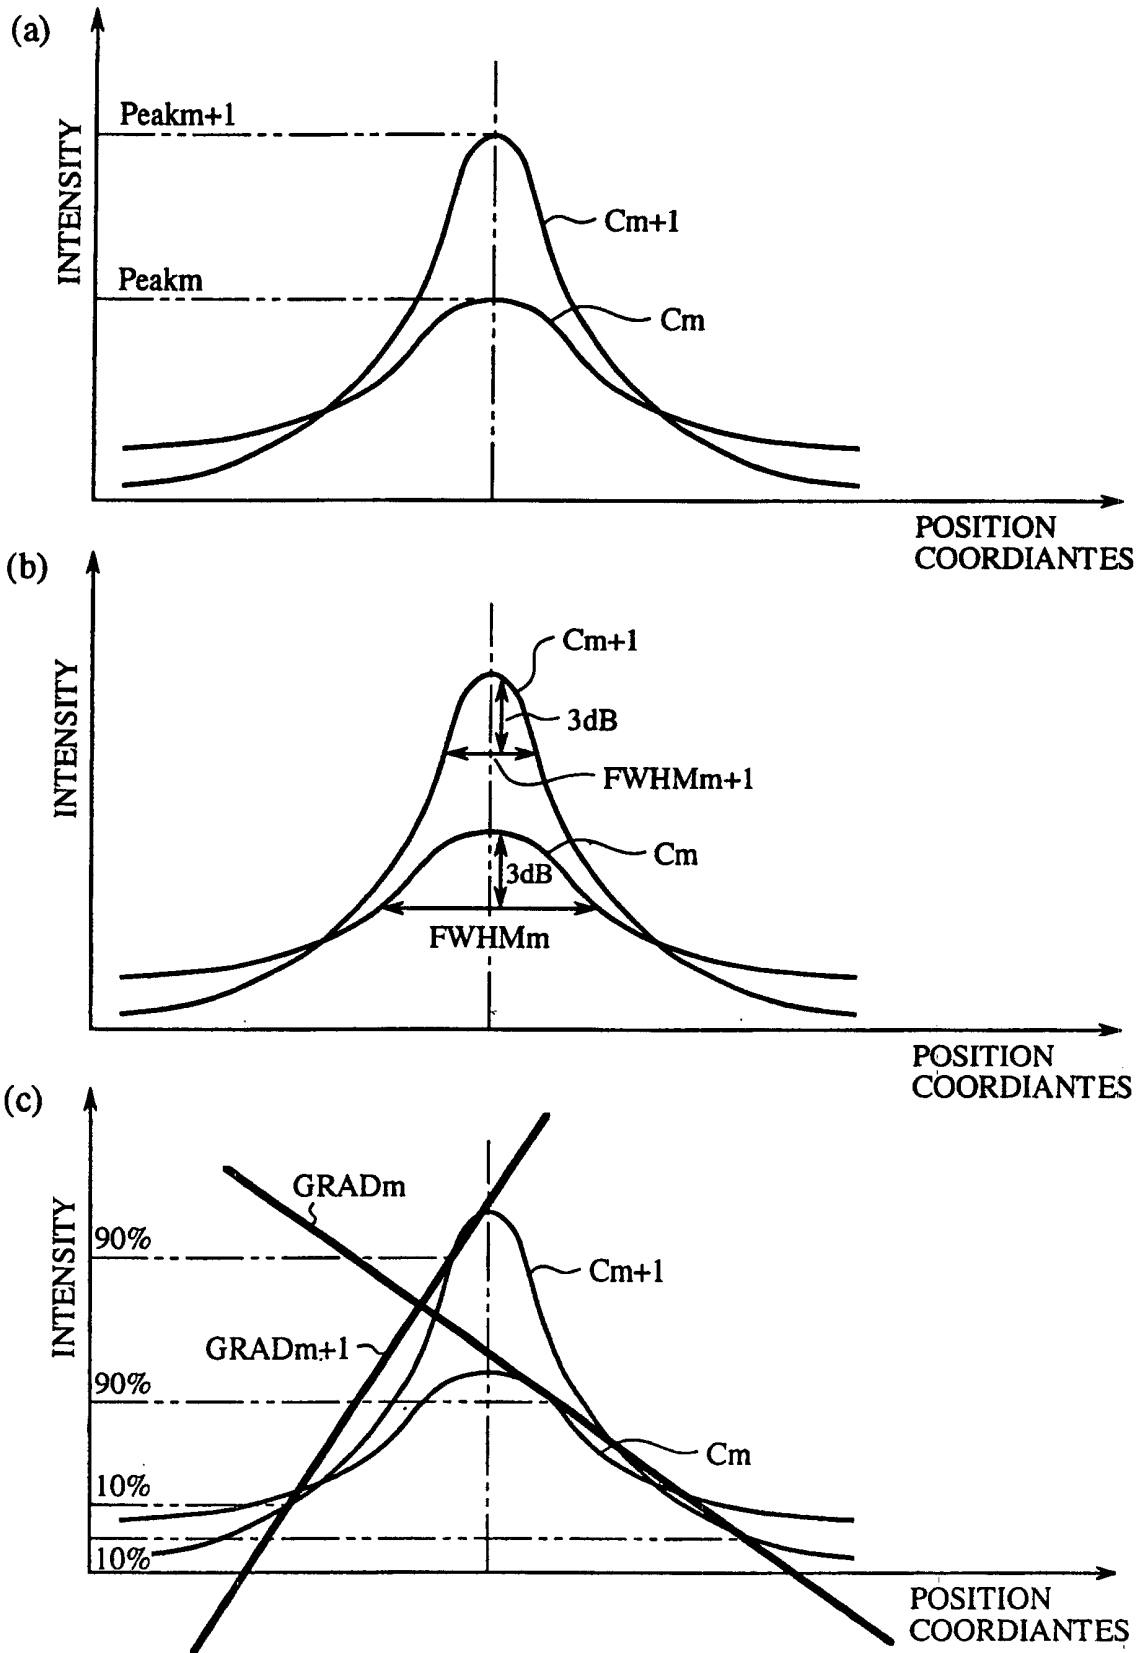 (a)
INTENSITY
Peakm+1
Peakm
Cm+1
Cm
POSITION
COORDIANTES
(b)
INTENSITY
Cm+1
3dB
FWHMm+1
Cm
3dB
FWHMm
POSITION
COORDIANTES
(c)
INTENSITY
GRADm
90%
Cm+1
GRADm+1
90%
Cm
10%
10%
POSITION
COORDIANTES